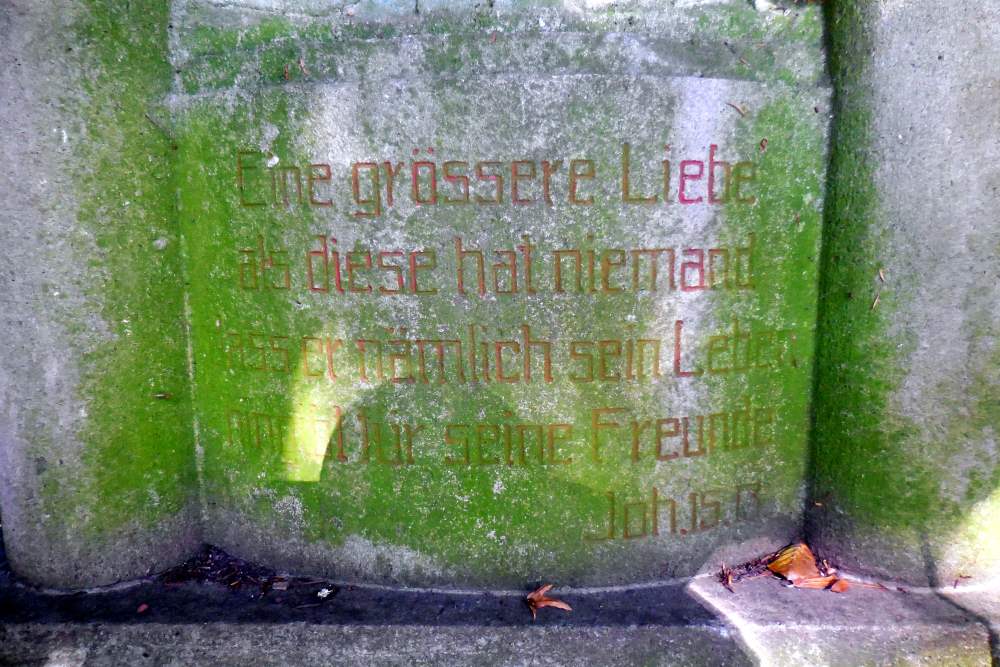 Eine grössere Liebe
als diese hat niemand
dass er nämlich sein Leben
für seine Freunde
Joh.15.13